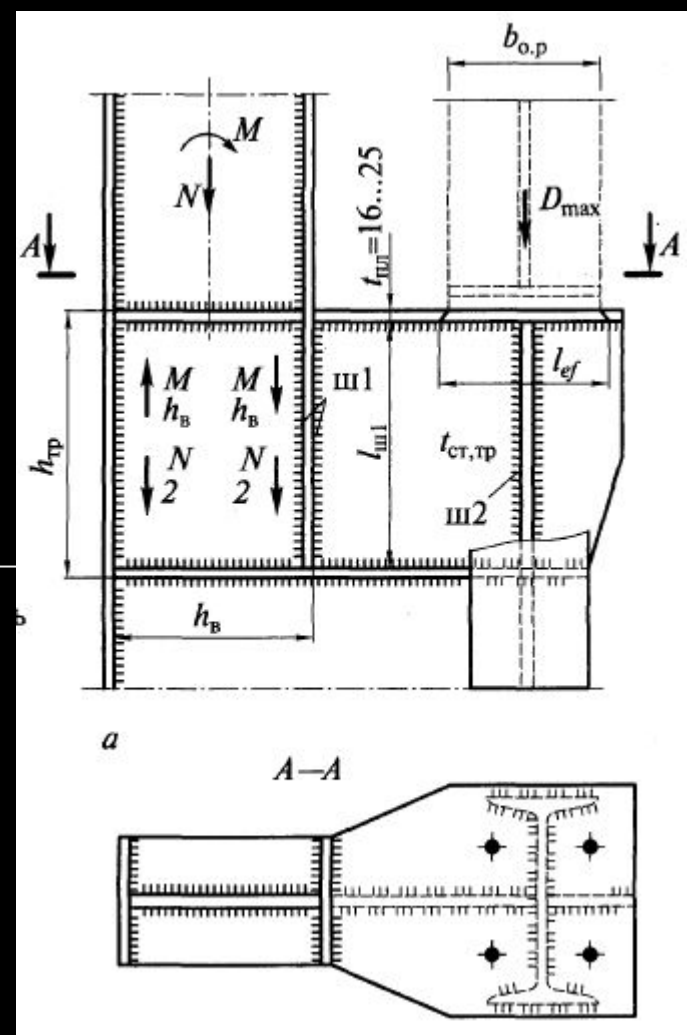 b о.р
M
N
t пл =16...25
D max
A
A
M M
h в h в
N N
2 2
ш1
h тр
l ш1
l ef
t ст,тр
ш2
h в
ь
а
А—А